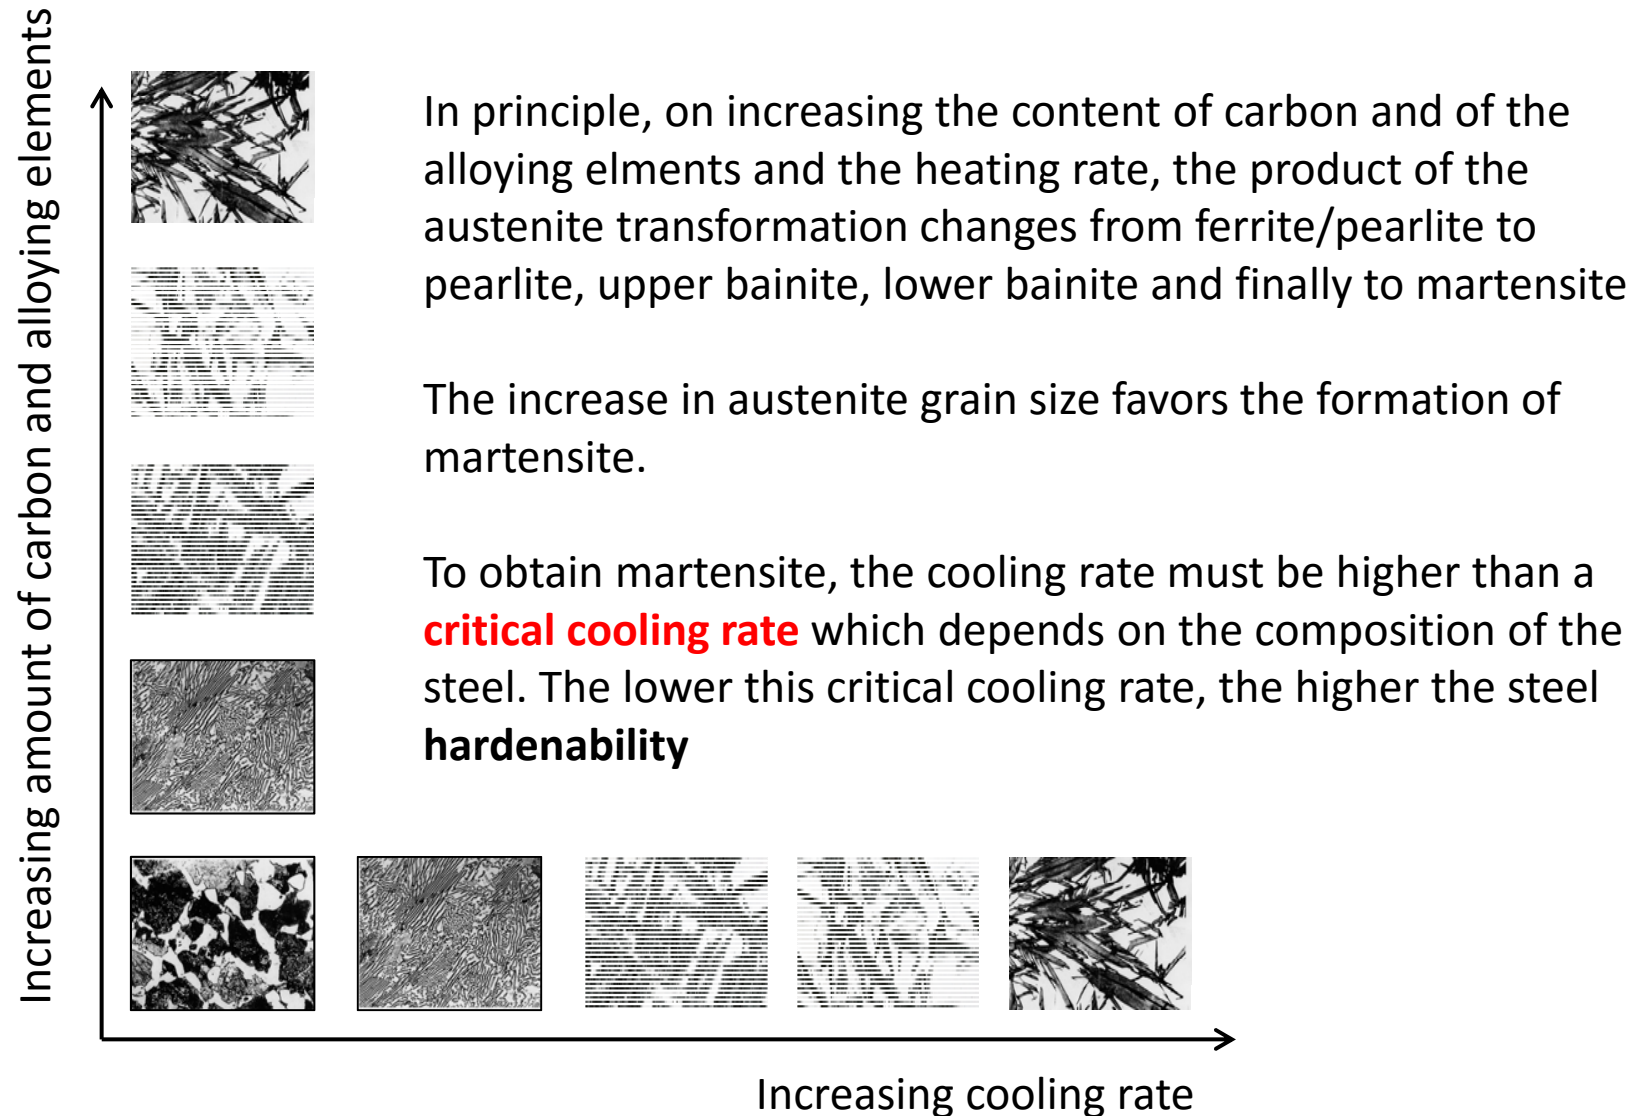 Increasing amount of carbon and alloying elements
In principle, on increasing the content of carbon and of the
alloying elments and the heating rate, the product of the
austenite transformation changes from ferrite/pearlite to
pearlite, upper bainite, lower bainite and finally to martensite
The increase in austenite grain size favors the formation of
martensite.
To obtain martensite, the cooling rate must be higher than a
critical cooling rate which depends on the composition of the
steel. The lower this critical cooling rate, the higher the steel
hardenability
Increasing cooling rate